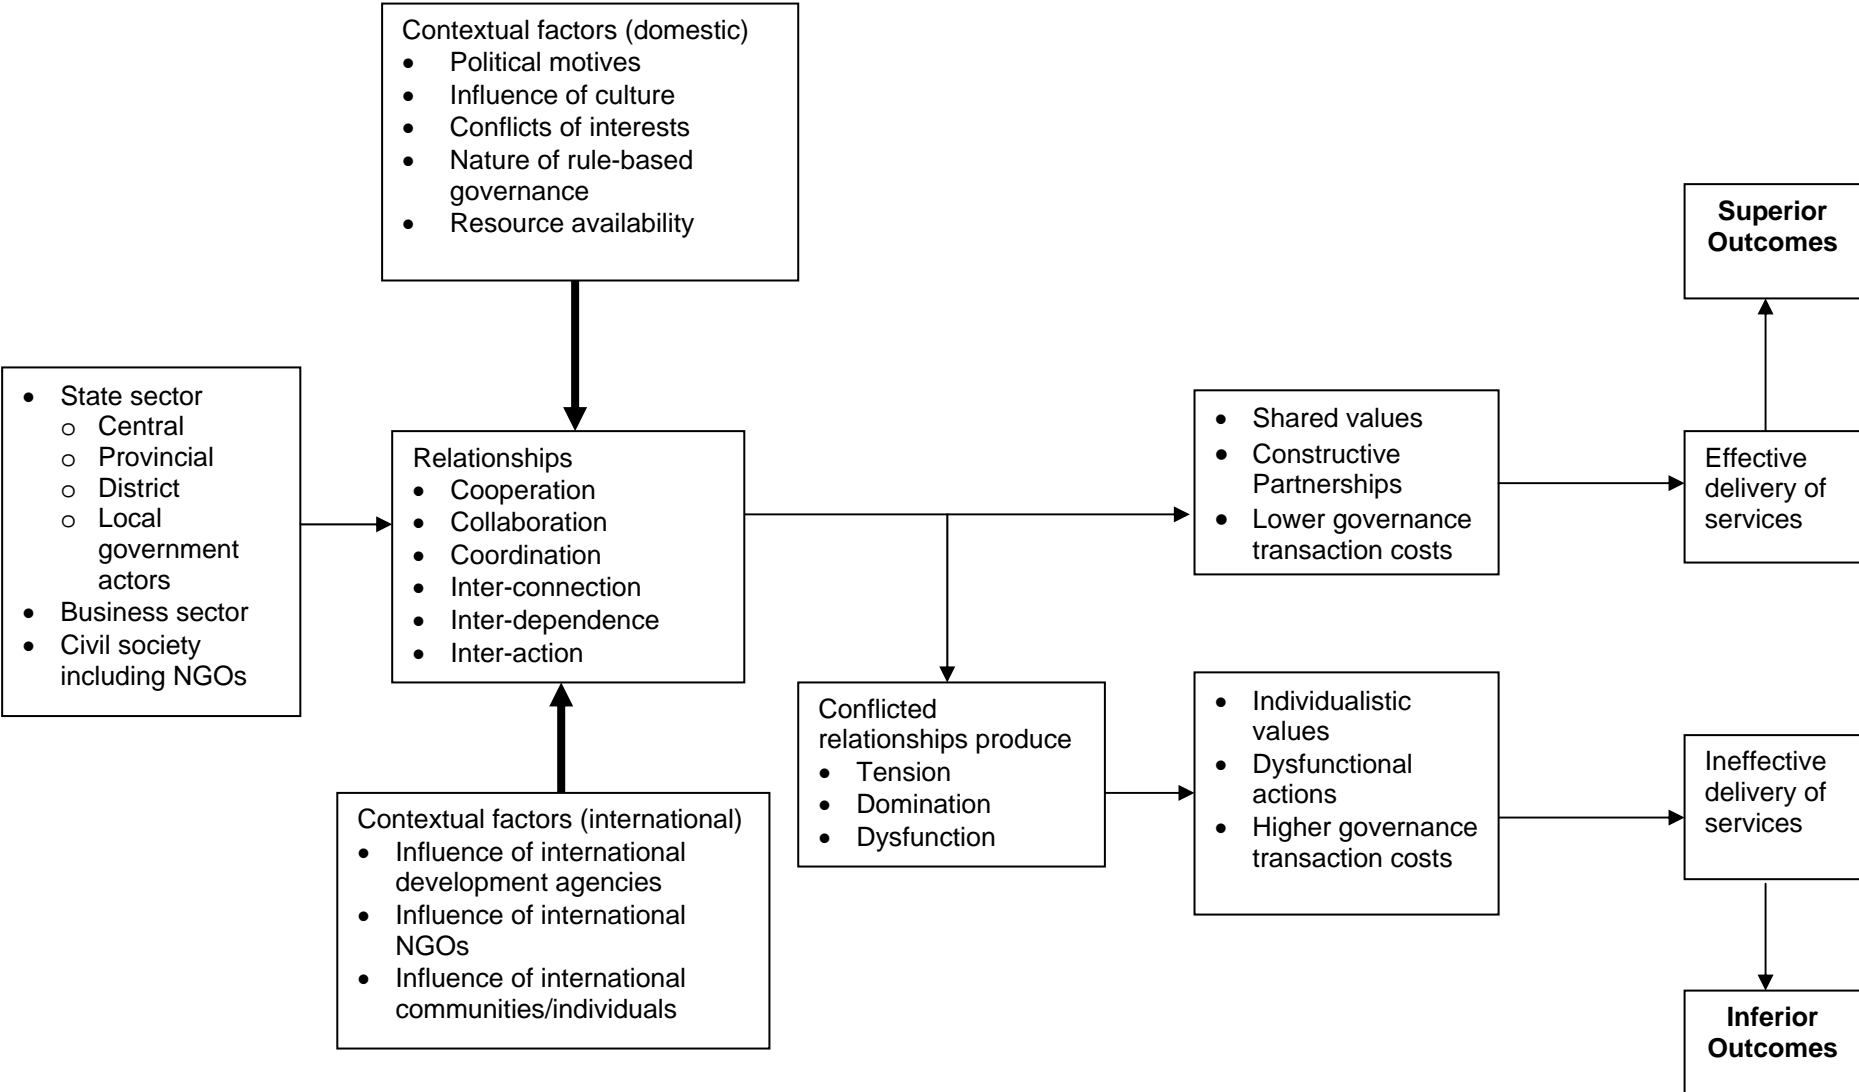 Contextual factors (domestic)
• Political motives
• Influence of culture
• Conflicts of interests
• Nature of rule-based
governance
• Resource availability
• State sector
o Central
o Provincial
o District
o Local
government
actors
• Business sector
• Civil society
including NGOs
Relationships
• Cooperation
• Collaboration
• Coordination
• Inter-connection
• Inter-dependence
• Inter-action
Contextual factors (international)
• Influence of international
development agencies
• Influence of international
NGOs
• Influence of international
communities/individuals
Conflicted
relationships produce
• Tension
• Domination
• Dysfunction
• Shared values
• Constructive
Partnerships
• Lower governance
transaction costs
• Individualistic
values
• Dysfunctional
actions
• Higher governance
transaction costs
Superior
Outcomes
Effective
delivery of
services
Ineffective
delivery of
services
Inferior
Outcomes